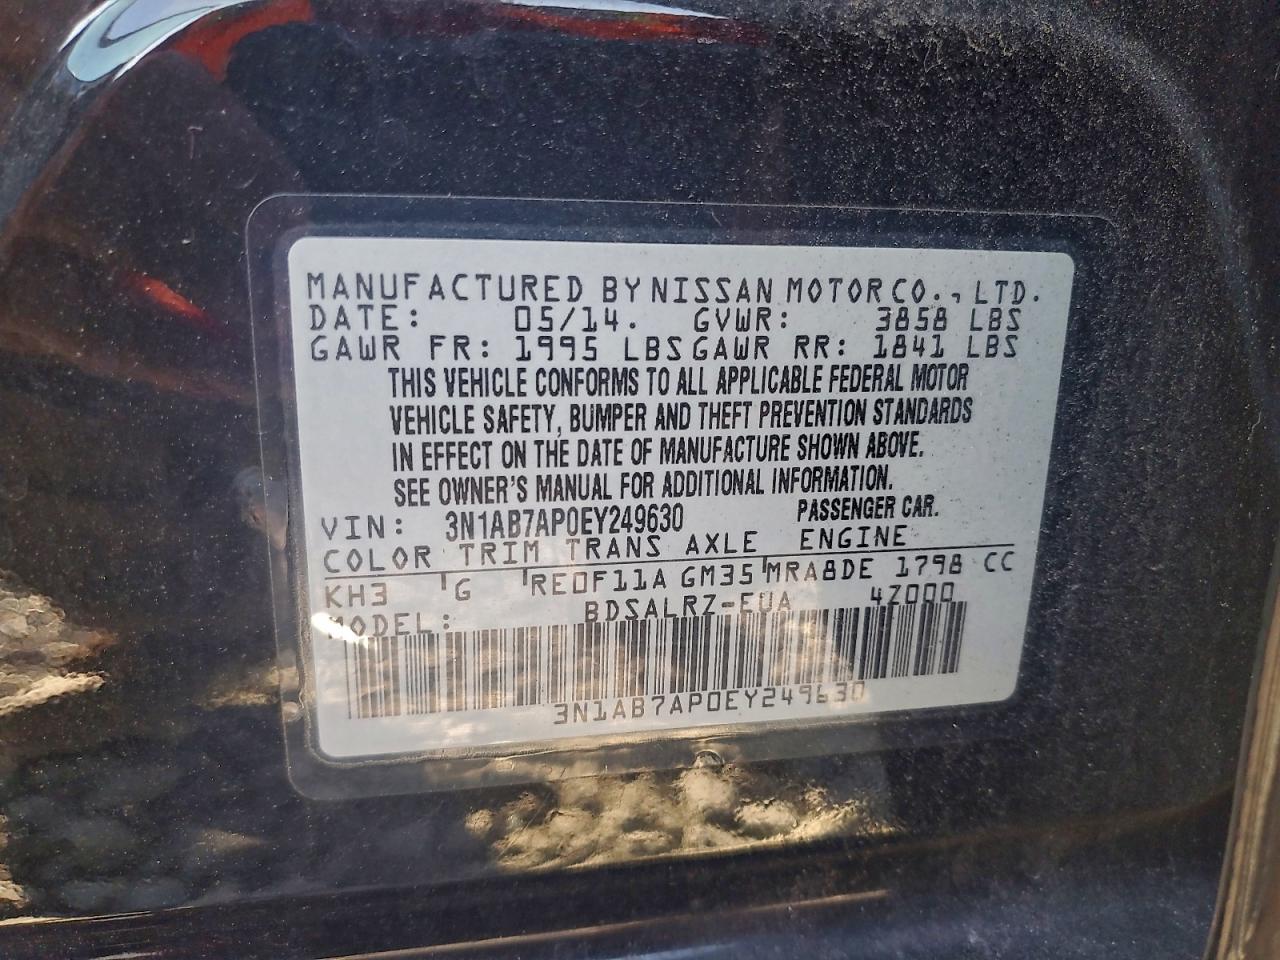 MANUFACTURED BY NISSAN MOTOR CO., LTD.
DATE: 05/14. GVWR: 3858 LBS
GAWR FR: 1995 LBS GAWR RR: 1841 LBS
THIS VEHICLE CONFORMS TO ALL APPLICABLE FEDERAL MOTOR
VEHICLE SAFETY, BUMPER AND THEFT PREVENTION STANDARDS
IN EFFECT ON THE DATE OF MANUFACTURE SHOWN ABOVE.
SEE OWNER'S MANUAL FOR ADDITIONAL INFORMATION.
VIN: 3N1AB7AP0EY249630 PASSENGER CAR.
COLOR TRIM TRANS AXLE ENGINE
KH3 G RE0F11A GM35 MRA8DE 1798 CC
MODEL: BDSALRZ-EUA 4Z000
3N1AB7AP0EY249630